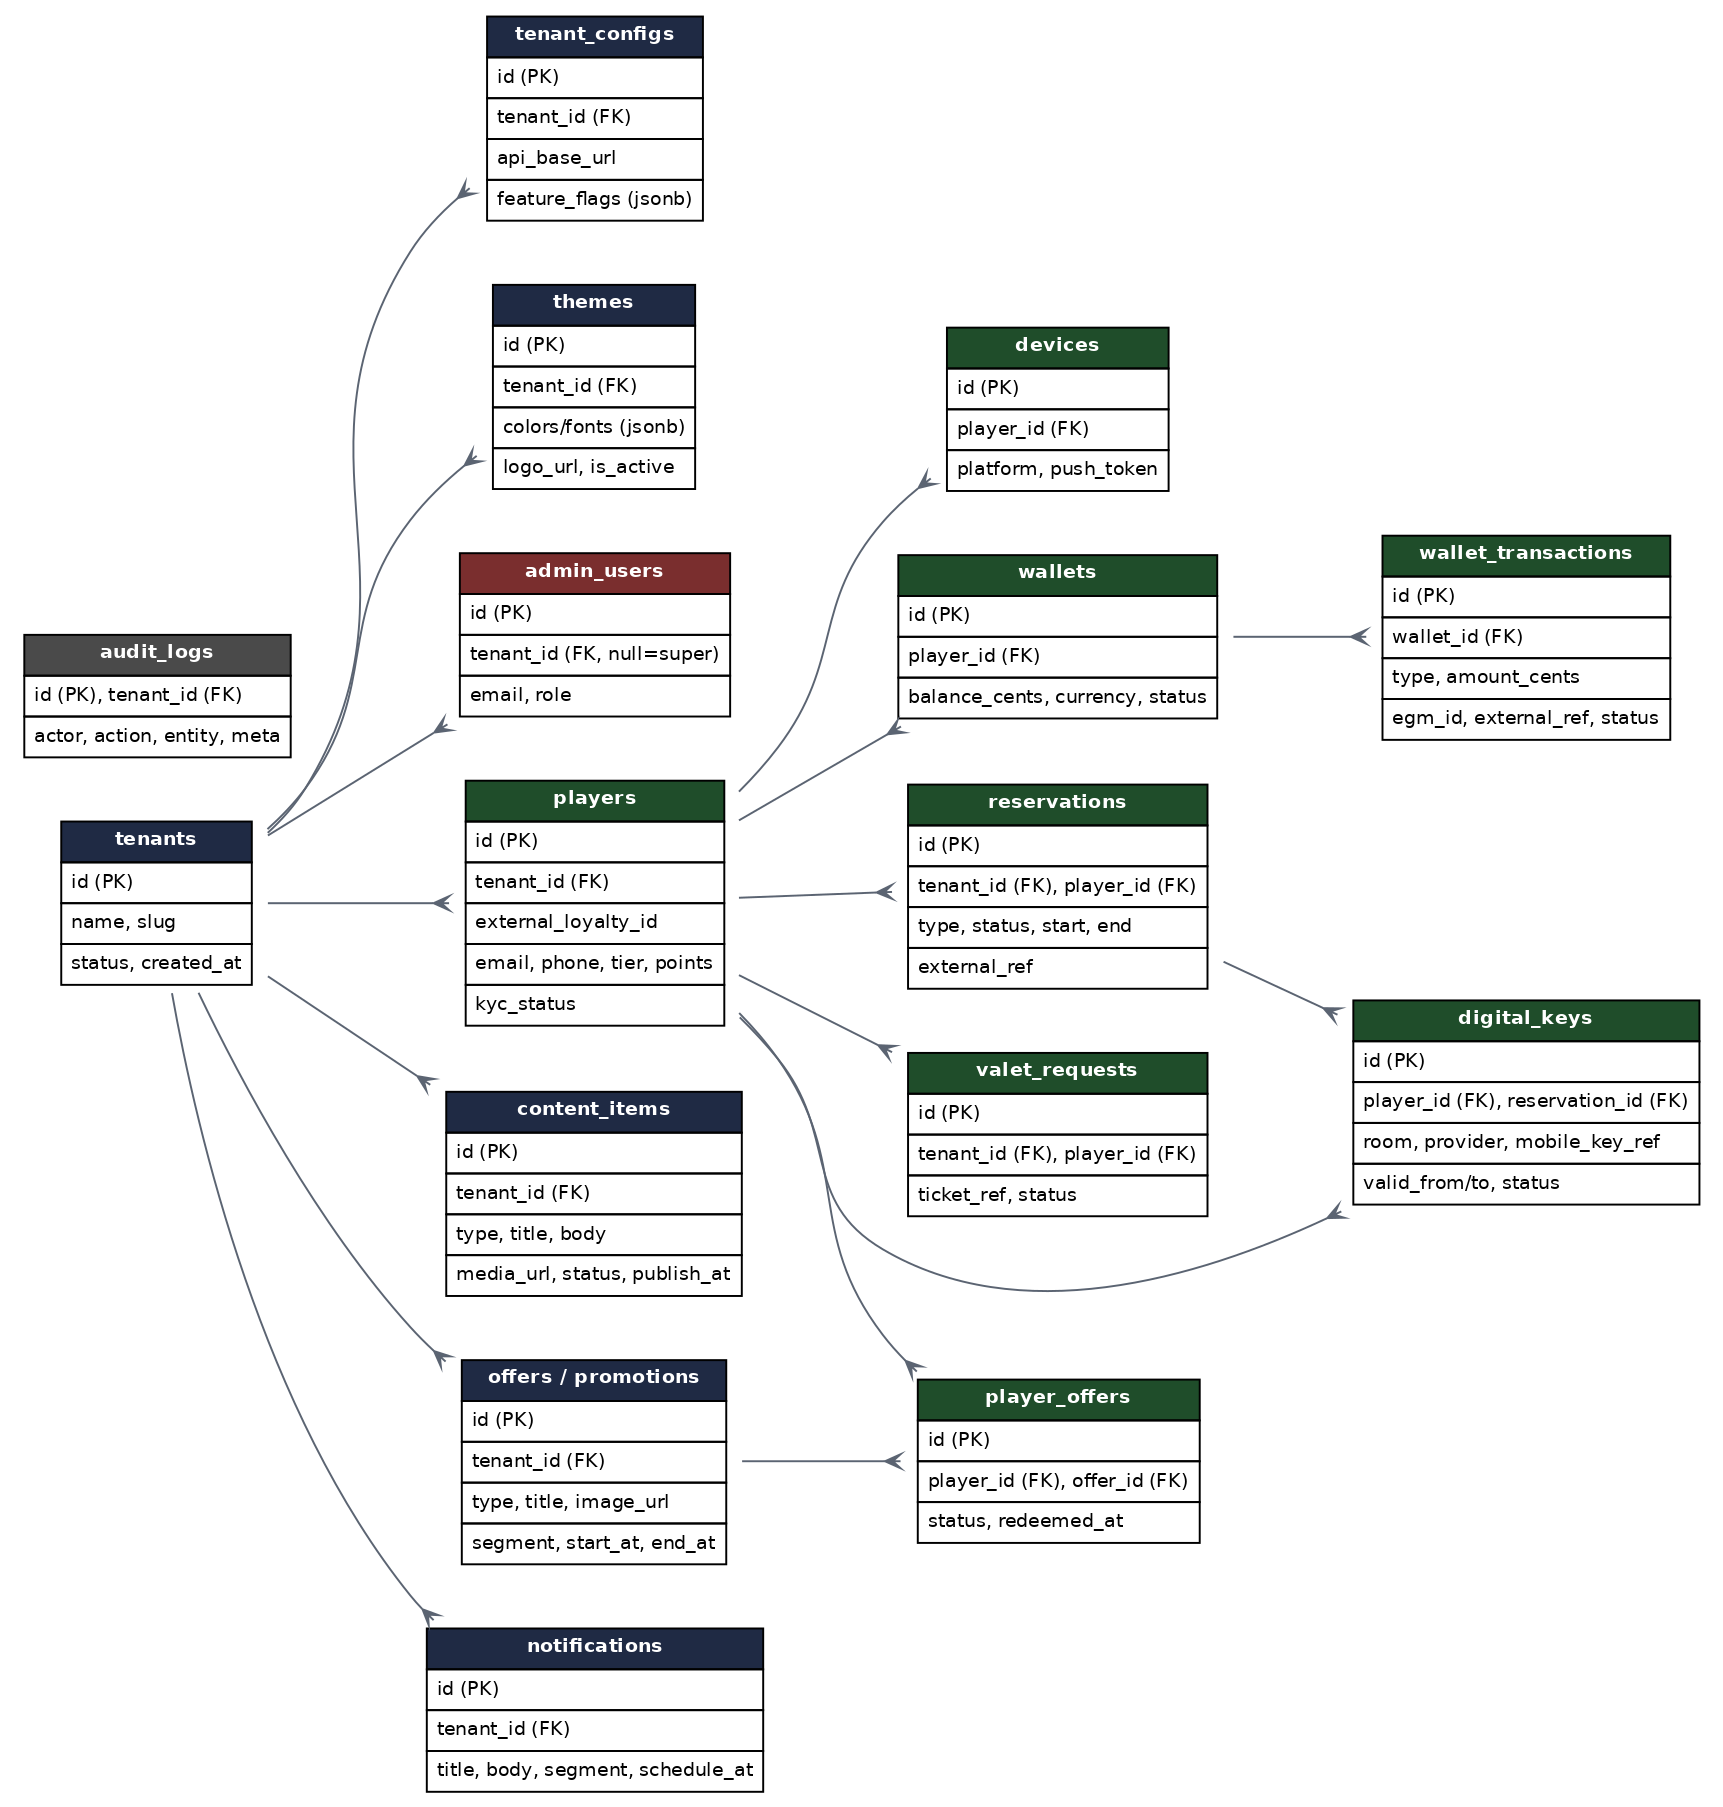 tenant_configs
id (PK)
tenant_id (FK)
api_base_url
feature_flags (jsonb)
themes
id (PK)
tenant_id (FK)
colors/fonts (jsonb)
logo_url, is_active
admin_users
id (PK)
tenant_id (FK, null=super)
email, role
audit_logs
id (PK), tenant_id (FK)
actor, action, entity, meta
tenants
id (PK)
name, slug
status, created_at
players
id (PK)
tenant_id (FK)
external_loyalty_id
email, phone, tier, points
kyc_status
content_items
id (PK)
tenant_id (FK)
type, title, body
media_url, status, publish_at
offers / promotions
id (PK)
tenant_id (FK)
type, title, image_url
segment, start_at, end_at
notifications
id (PK)
tenant_id (FK)
title, body, segment, schedule_at
devices
id (PK)
player_id (FK)
platform, push_token
wallets
id (PK)
player_id (FK)
balance_cents, currency, status
reservations
id (PK)
tenant_id (FK), player_id (FK)
type, status, start, end
external_ref
valet_requests
id (PK)
tenant_id (FK), player_id (FK)
ticket_ref, status
player_offers
id (PK)
player_id (FK), offer_id (FK)
status, redeemed_at
wallet_transactions
id (PK)
wallet_id (FK)
type, amount_cents
egm_id, external_ref, status
digital_keys
id (PK)
player_id (FK), reservation_id (FK)
room, provider, mobile_key_ref
valid_from/to, status